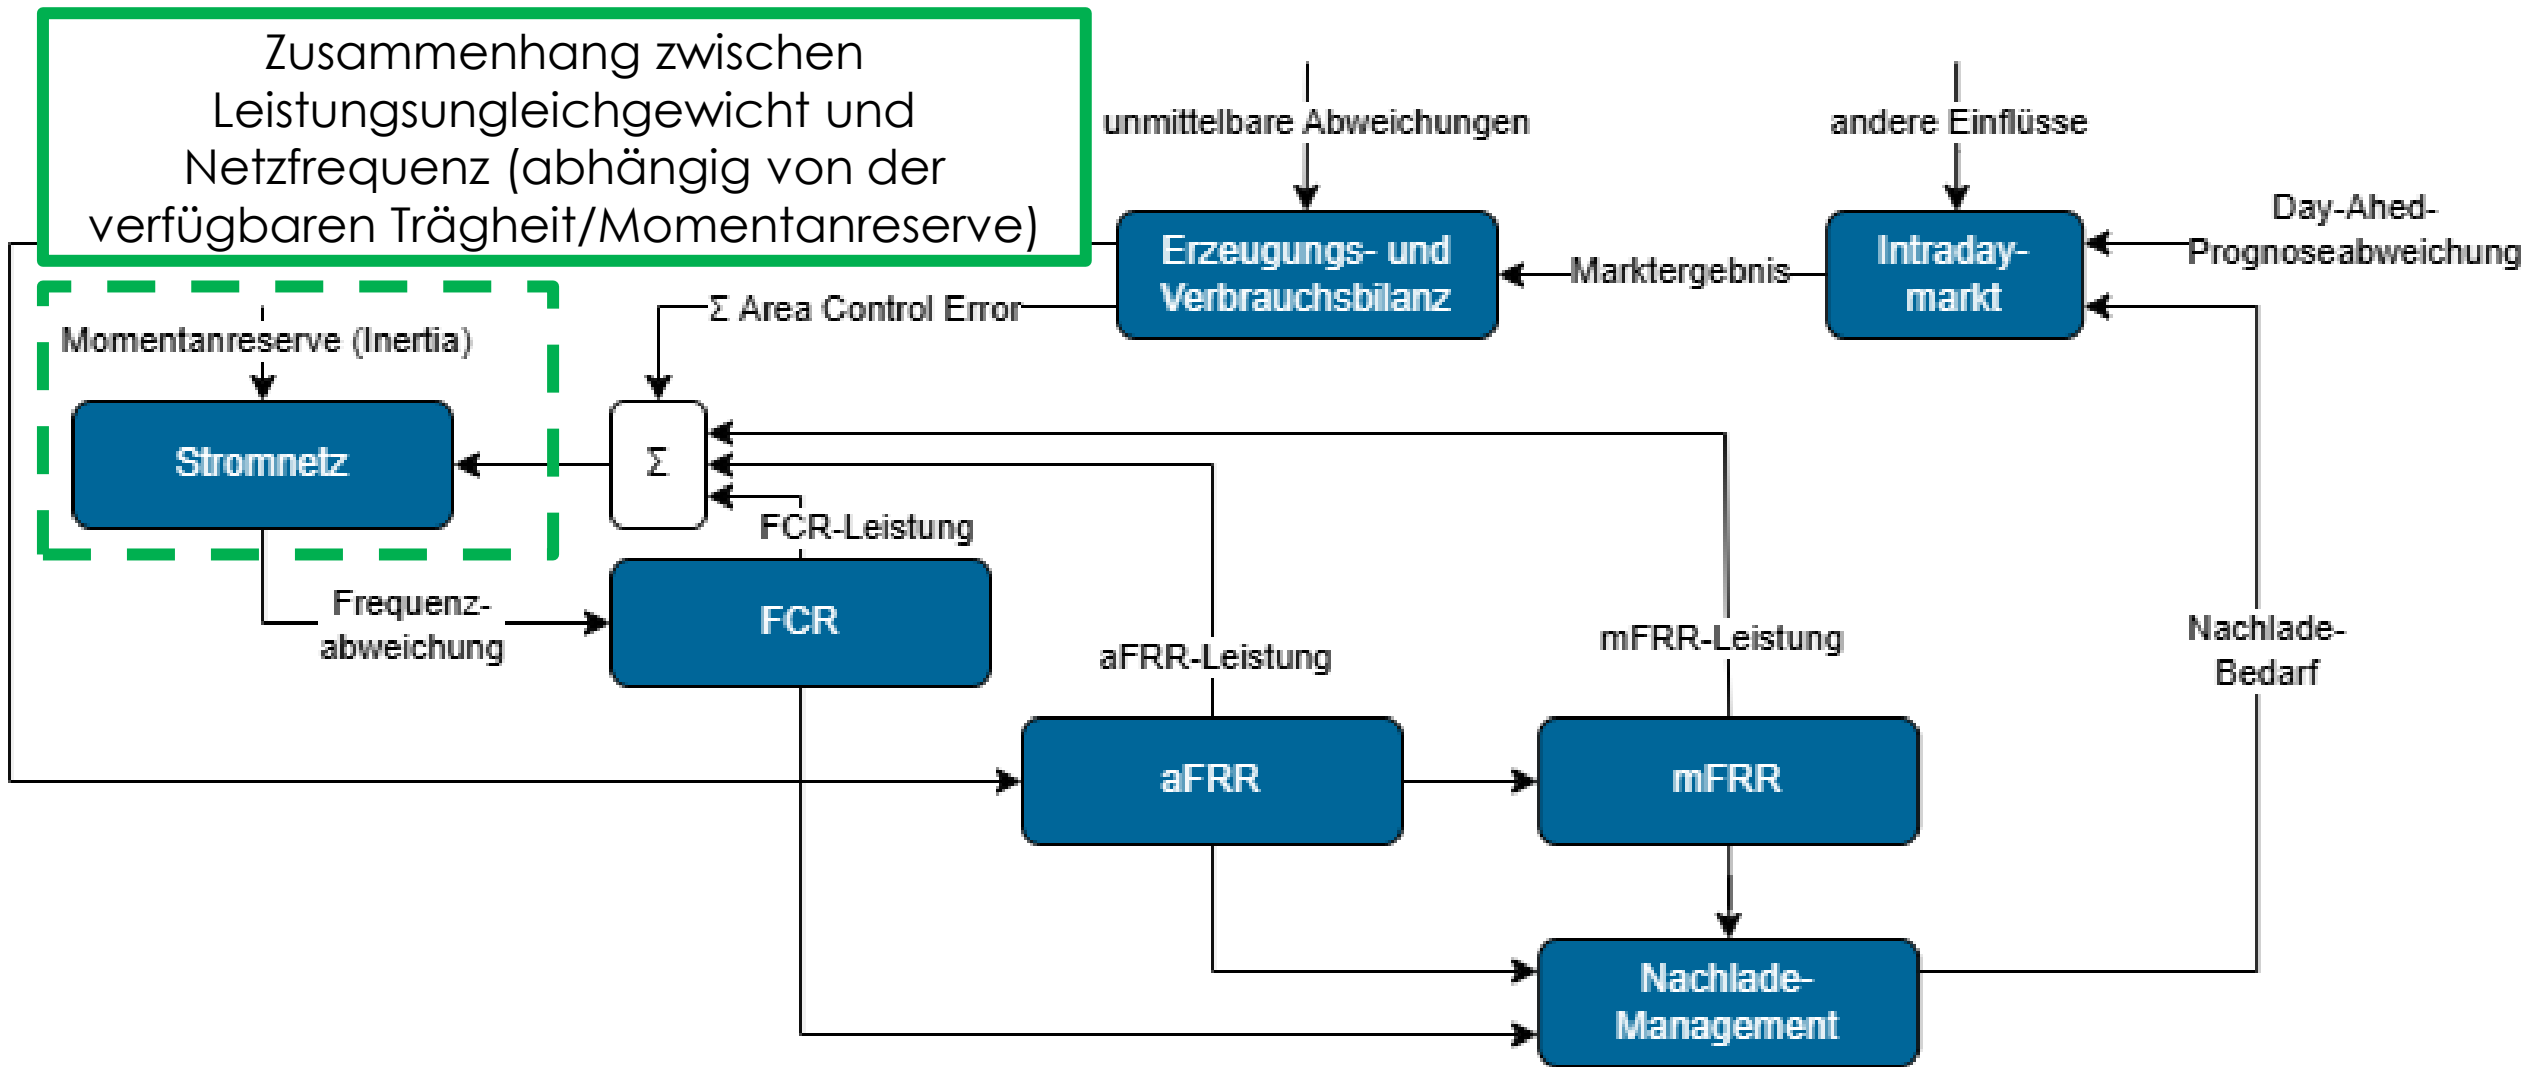 Zusammenhang zwischen
Leistungsungleichgewicht und
Netzfrequenz (abhängig von der
verfügbaren Trägheit/Momentanreserve)
unmittelbare Abweichungen
andere Einflüsse
Day-Ahed-
Prognoseabweichung
Erzeugungs- und
Verbrauchsbilanz
Marktergebnis
Intraday-
markt
Σ Area Control Error
Momentanreserve (Inertia)
Stromnetz
Σ
FCR-Leistung
Frequenz-
abweichung
FCR
aFRR-Leistung
mFRR-Leistung
Nachlade-
Bedarf
aFRR
mFRR
Nachlade-
Management